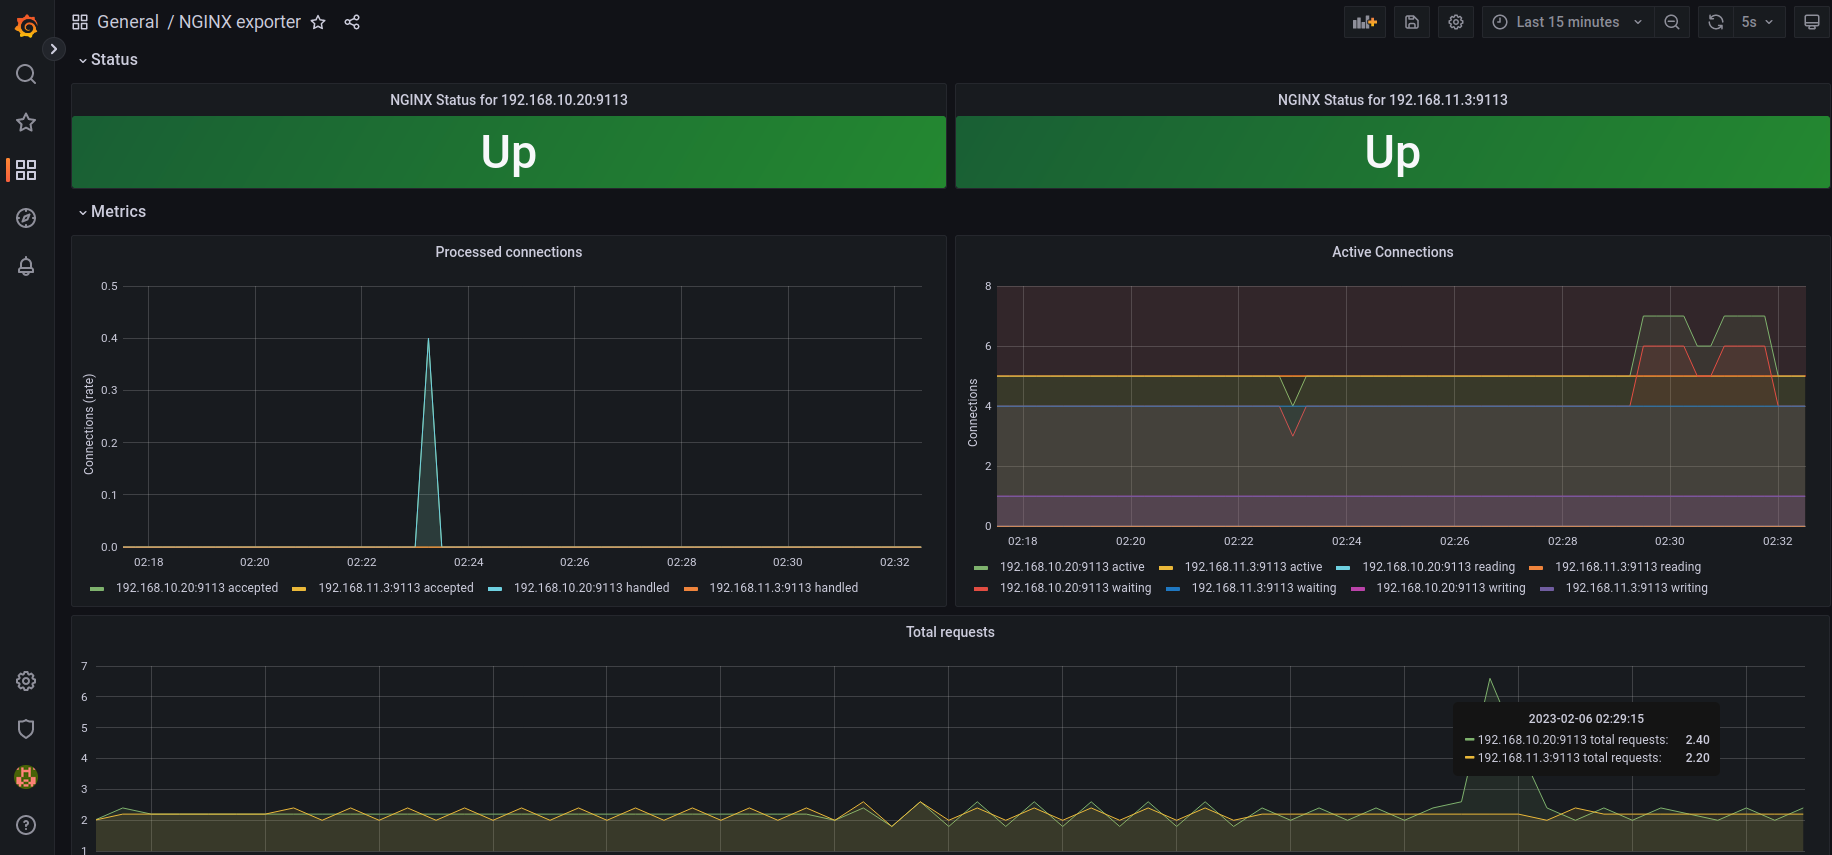 General / NGINX exporter
Last 15 minutes
5s
Status
NGINX Status for 192.168.10.20:9113
NGINX Status for 192.168.11.3:9113
Up
Up
Metrics
Processed connections
Active Connections
Connections (rate)
0.5
0.4
0.3
0.2
0.1
0.0
02:18 02:20 02:22 02:24 02:26 02:28 02:30 02:32
192.168.10.20:9113 accepted 192.168.11.3:9113 accepted 192.168.10.20:9113 handled 192.168.11.3:9113 handled
Connections
8
6
4
2
0
02:18 02:20 02:22 02:24 02:26 02:28 02:30 02:32
192.168.10.20:9113 active 192.168.11.3:9113 active 192.168.10.20:9113 reading 192.168.11.3:9113 reading
192.168.10.20:9113 waiting 192.168.11.3:9113 waiting 192.168.10.20:9113 writing 192.168.11.3:9113 writing
Total requests
7
6
5
4
3
2
1
2023-02-06 02:29:15
192.168.10.20:9113 total requests: 2.40
192.168.11.3:9113 total requests: 2.20